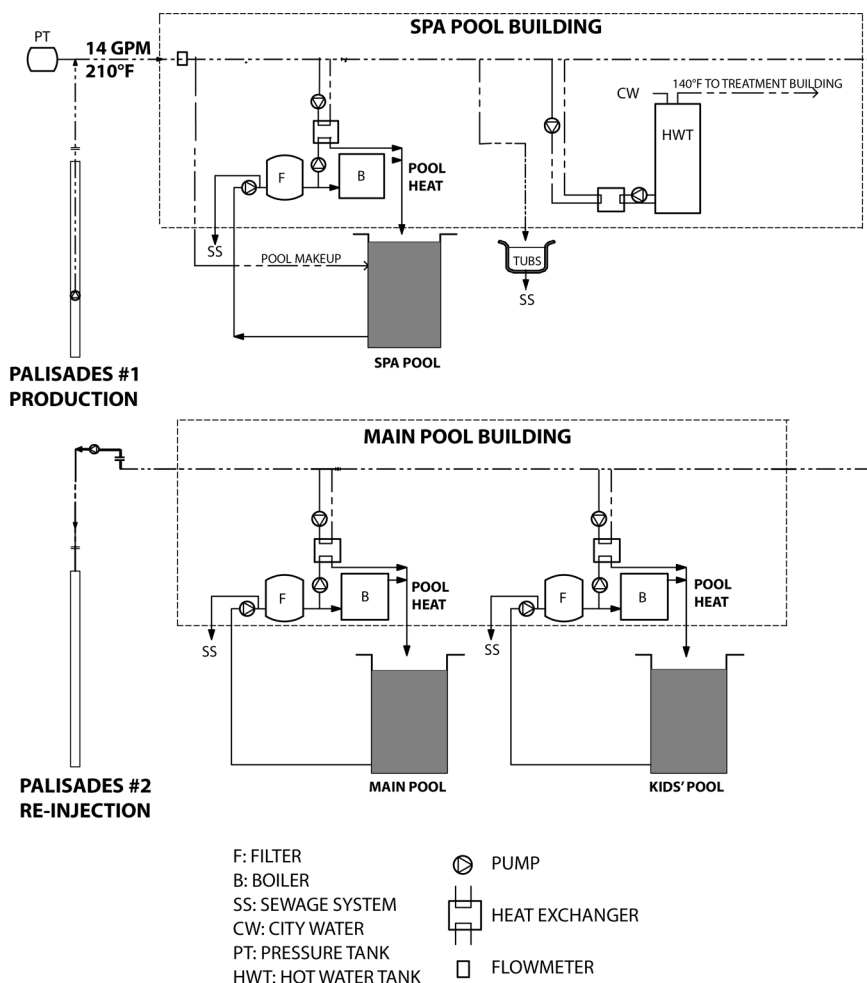 SPA POOL BUILDING
PT
14 GPM
210°F
CW
140°F TO TREATMENT BUILDING
HWT
F
B
POOL
HEAT
SS
POOL MAKEUP
TUBS
SS
SPA POOL
PALISADES #1
PRODUCTION
MAIN POOL BUILDING
F
B
POOL
HEAT
F
B
POOL
HEAT
SS
SS
MAIN POOL
KIDS' POOL
PALISADES #2
RE-INJECTION
F: FILTER
B: BOILER
SS: SEWAGE SYSTEM
CW: CITY WATER
PT: PRESSURE TANK
HWT: HOT WATER TANK
PUMP
HEAT EXCHANGER
FLOWMETER